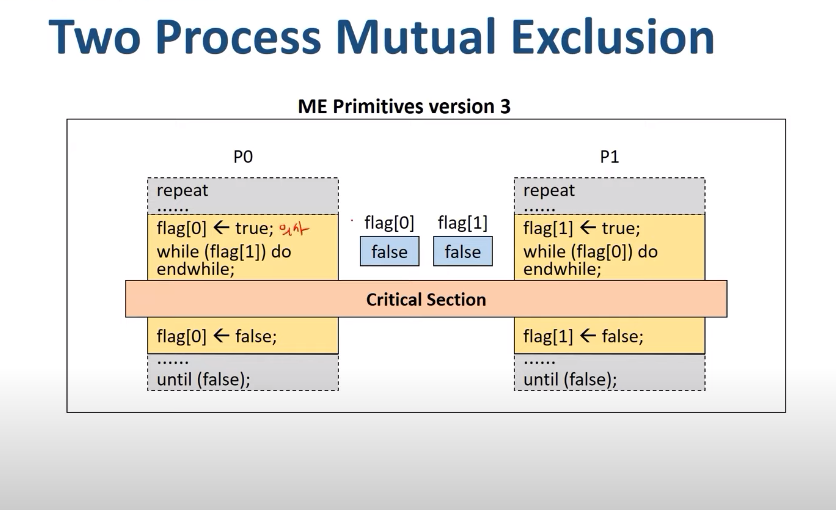 Two Process Mutual Exclusion
ME Primitives version 3
P0
repeat
......
flag[0] ← true; 의사
while (flag[1]) do
endwhile;
flag[0] flag[1]
false false
P1
repeat
......
flag[1] ← true;
while (flag[0]) do
endwhile;
Critical Section
flag[0] ← false;
......
until (false);
flag[1] ← false;
......
until (false);